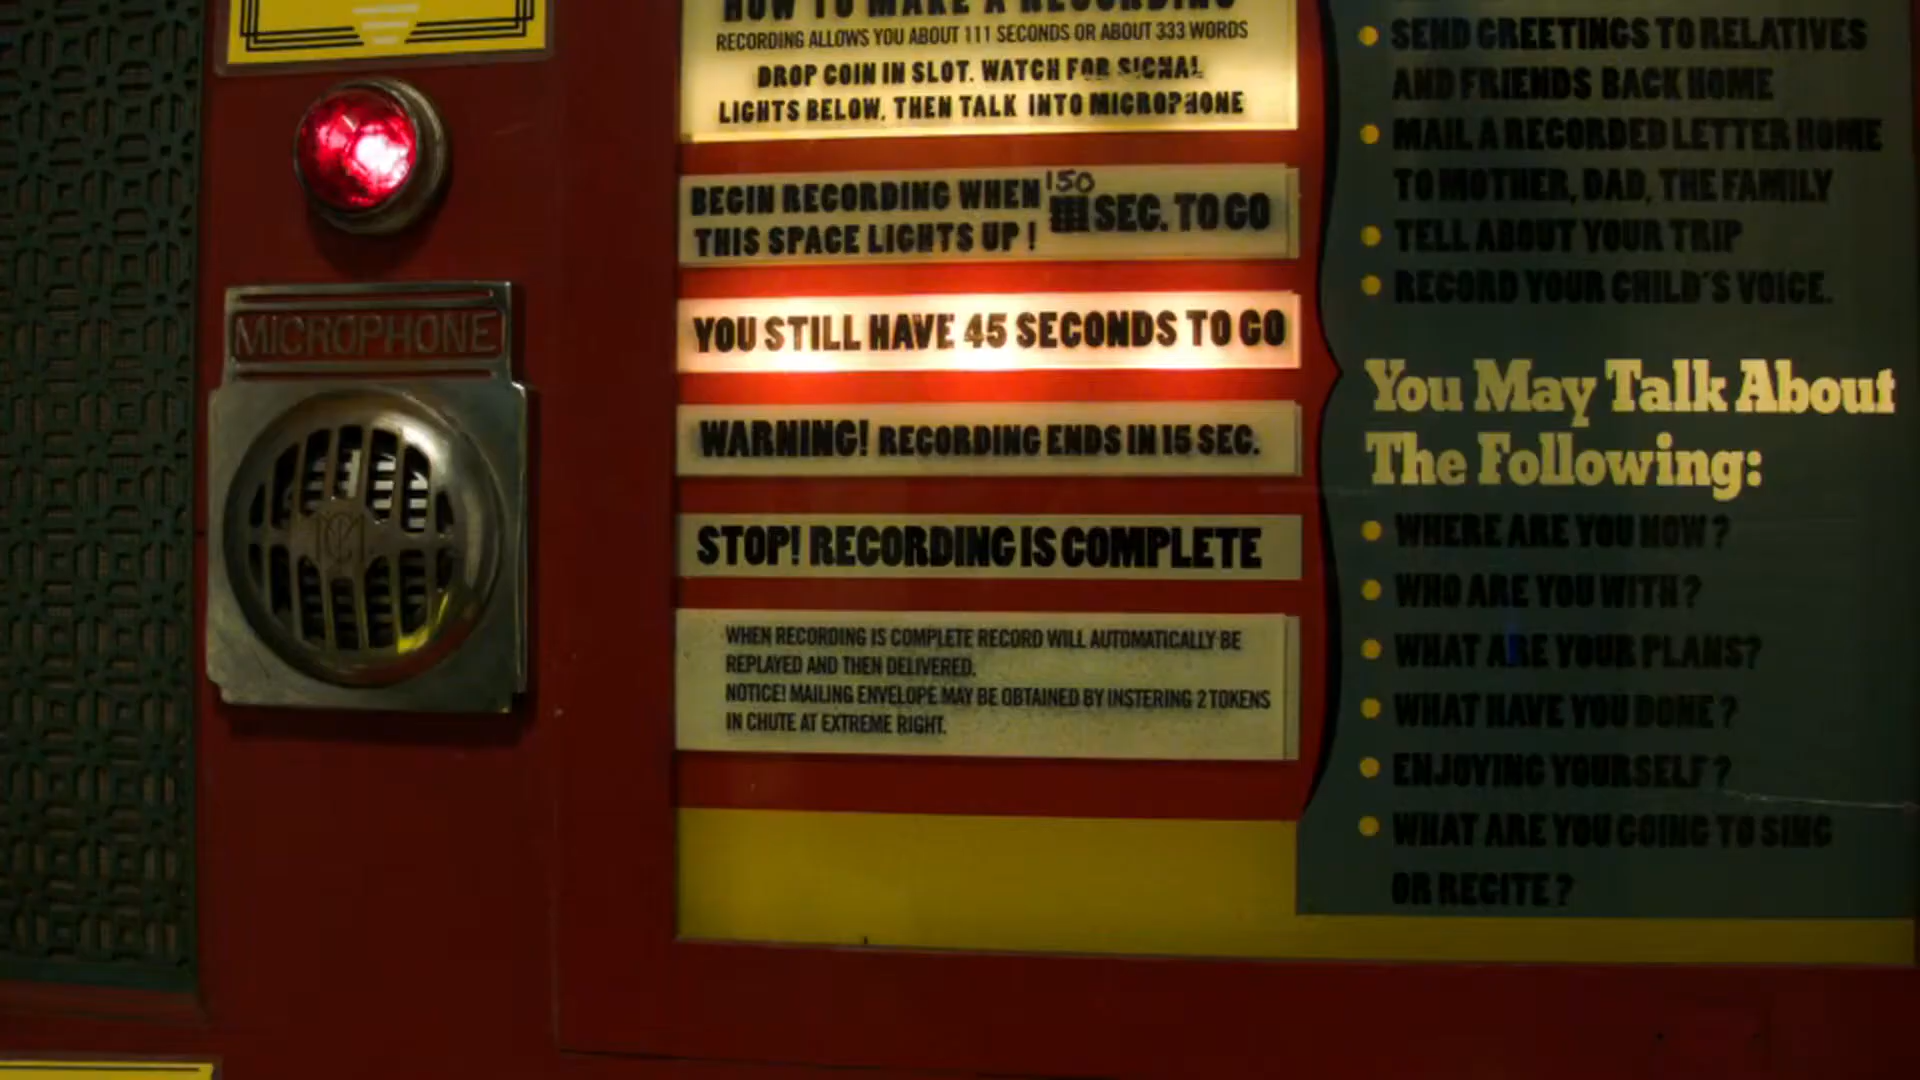 MICROPHONE
HOW TO MAKE A RECORDING
RECORDING ALLOWS YOU ABOUT 111 SECONDS OR ABOUT 333 WORDS
DROP COIN IN SLOT. WATCH FOR SIGNAL
LIGHTS BELOW, THEN TALK INTO MICROPHONE
BEGIN RECORDING WHEN
THIS SPACE LIGHTS UP!
150
SEC. TO GO
YOU STILL HAVE 45 SECONDS TO GO
WARNING! RECORDING ENDS IN 15 SEC.
STOP! RECORDING IS COMPLETE
WHEN RECORDING IS COMPLETE RECORD WILL AUTOMATICALLY BE
REPLAYED AND THEN DELIVERED.
NOTICE! MAILING ENVELOPE MAY BE OBTAINED BY INSTERING 2 TOKENS
IN CHUTE AT EXTREME RIGHT.
SEND GREETINGS TO RELATIVES
AND FRIENDS BACK HOME
MAIL A RECORDED LETTER HOME
TO MOTHER, DAD, THE FAMILY
TELL ABOUT YOUR TRIP
RECORD YOUR CHILD'S VOICE.
You May Talk About
The Following:
WHERE ARE YOU NOW?
WHO ARE YOU WITH?
WHAT ARE YOUR PLANS?
WHAT HAVE YOU DONE?
ENJOYING YOURSELF?
WHAT ARE YOU GOING TO SING
OR RECITE?